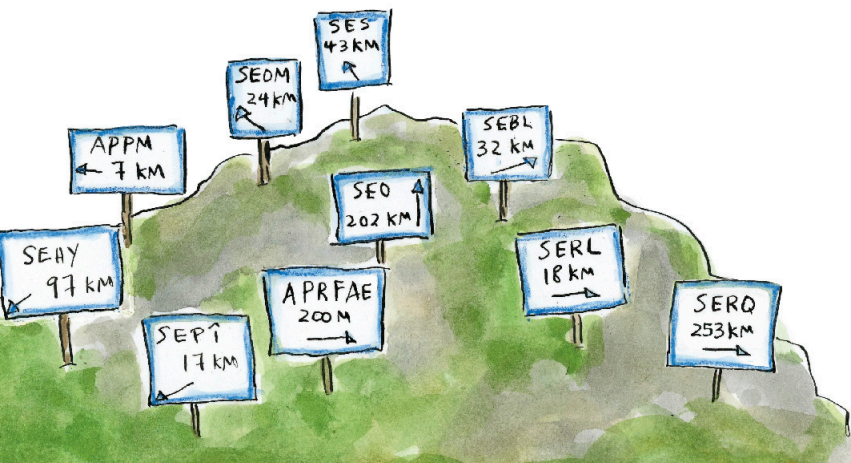 SES
43 KM
SEOM
24 KM
SEBL
32 KM
APPM
7 KM
SEO
202 KM
SEHY
97 KM
SERL
18 KM
APRFAE
200 M
SERQ
253 KM
SEPÎ
17 KM